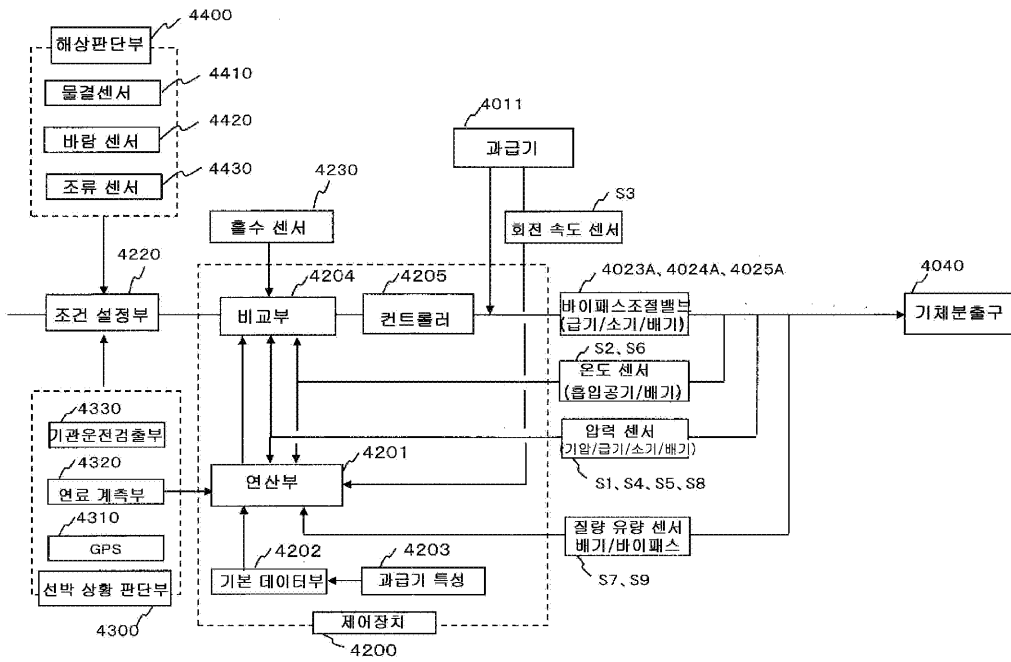 4400
해상판단부
4410
물결센서
4420
바람 센서
4430
조류 센서
4011
과급기
4230
흘수 센서
S3
회전 속도 센서
4220
조건 설정부
4204
비교부
4205
컨트롤러
4023A、4024A、4025A
바이패스조절밸브
(급기/소기/배기)
4040
기체분출구
S2、S6
온도 센서
(흡입공기/배기)
4330
기관운전검출부
4320
연료 계측부
4310
GPS
선박 상황 판단부
4300
4201
연산부
압력 센서
(기압/급기/소기/배기)
S1、S4、S5、S8
질량 유량 센서
배기/바이패스
S7、S9
4202
기본 데이터부
4203
과급기 특성
제어장치
4200